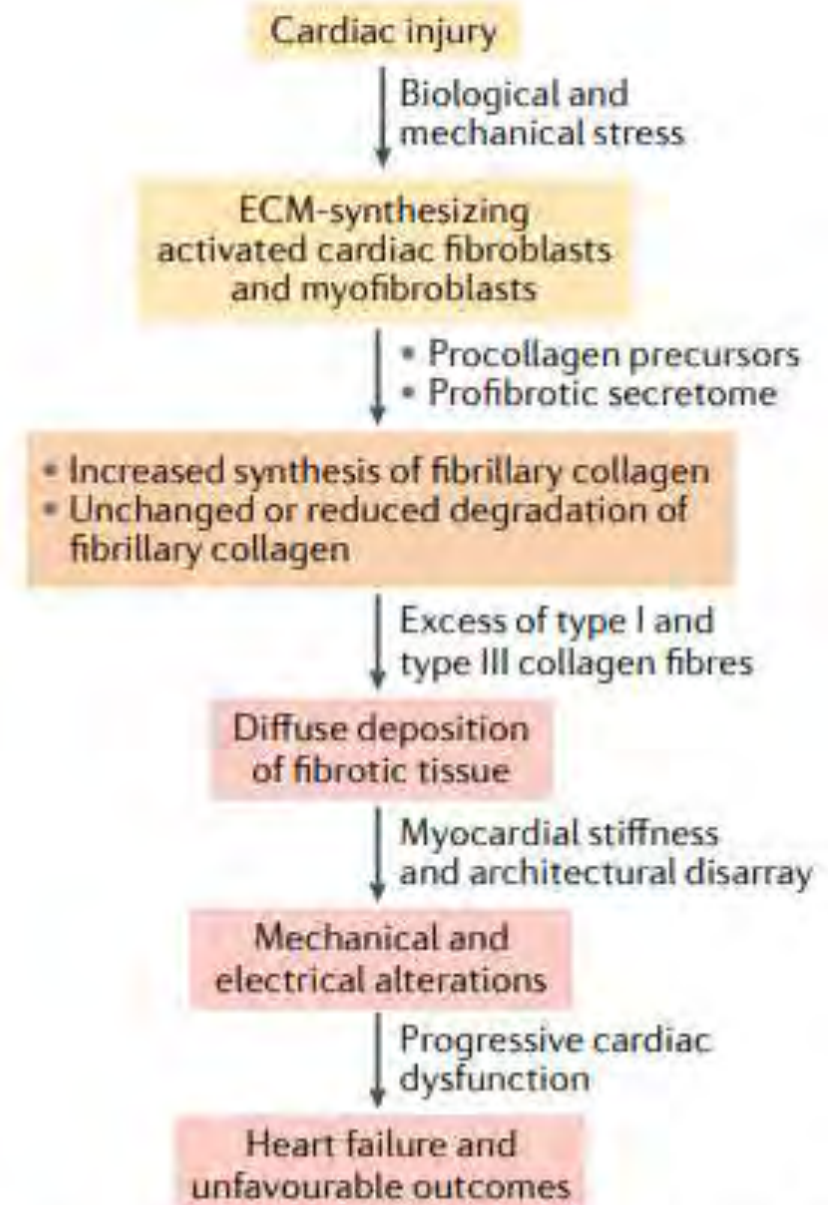 Cardiac injury
Biological and
mechanical stress
ECM-synthesizing
activated cardiac fibroblasts
and myofibroblasts
• Procollagen precursors
• Profibrotic secretome
• Increased synthesis of fibrillary collagen
• Unchanged or reduced degradation of
fibrillary collagen
Excess of type I and
type III collagen fibres
Diffuse deposition
of fibrotic tissue
Myocardial stiffness
and architectural disarray
Mechanical and
electrical alterations
Progressive cardiac
dysfunction
Heart failure and
unfavourable outcomes